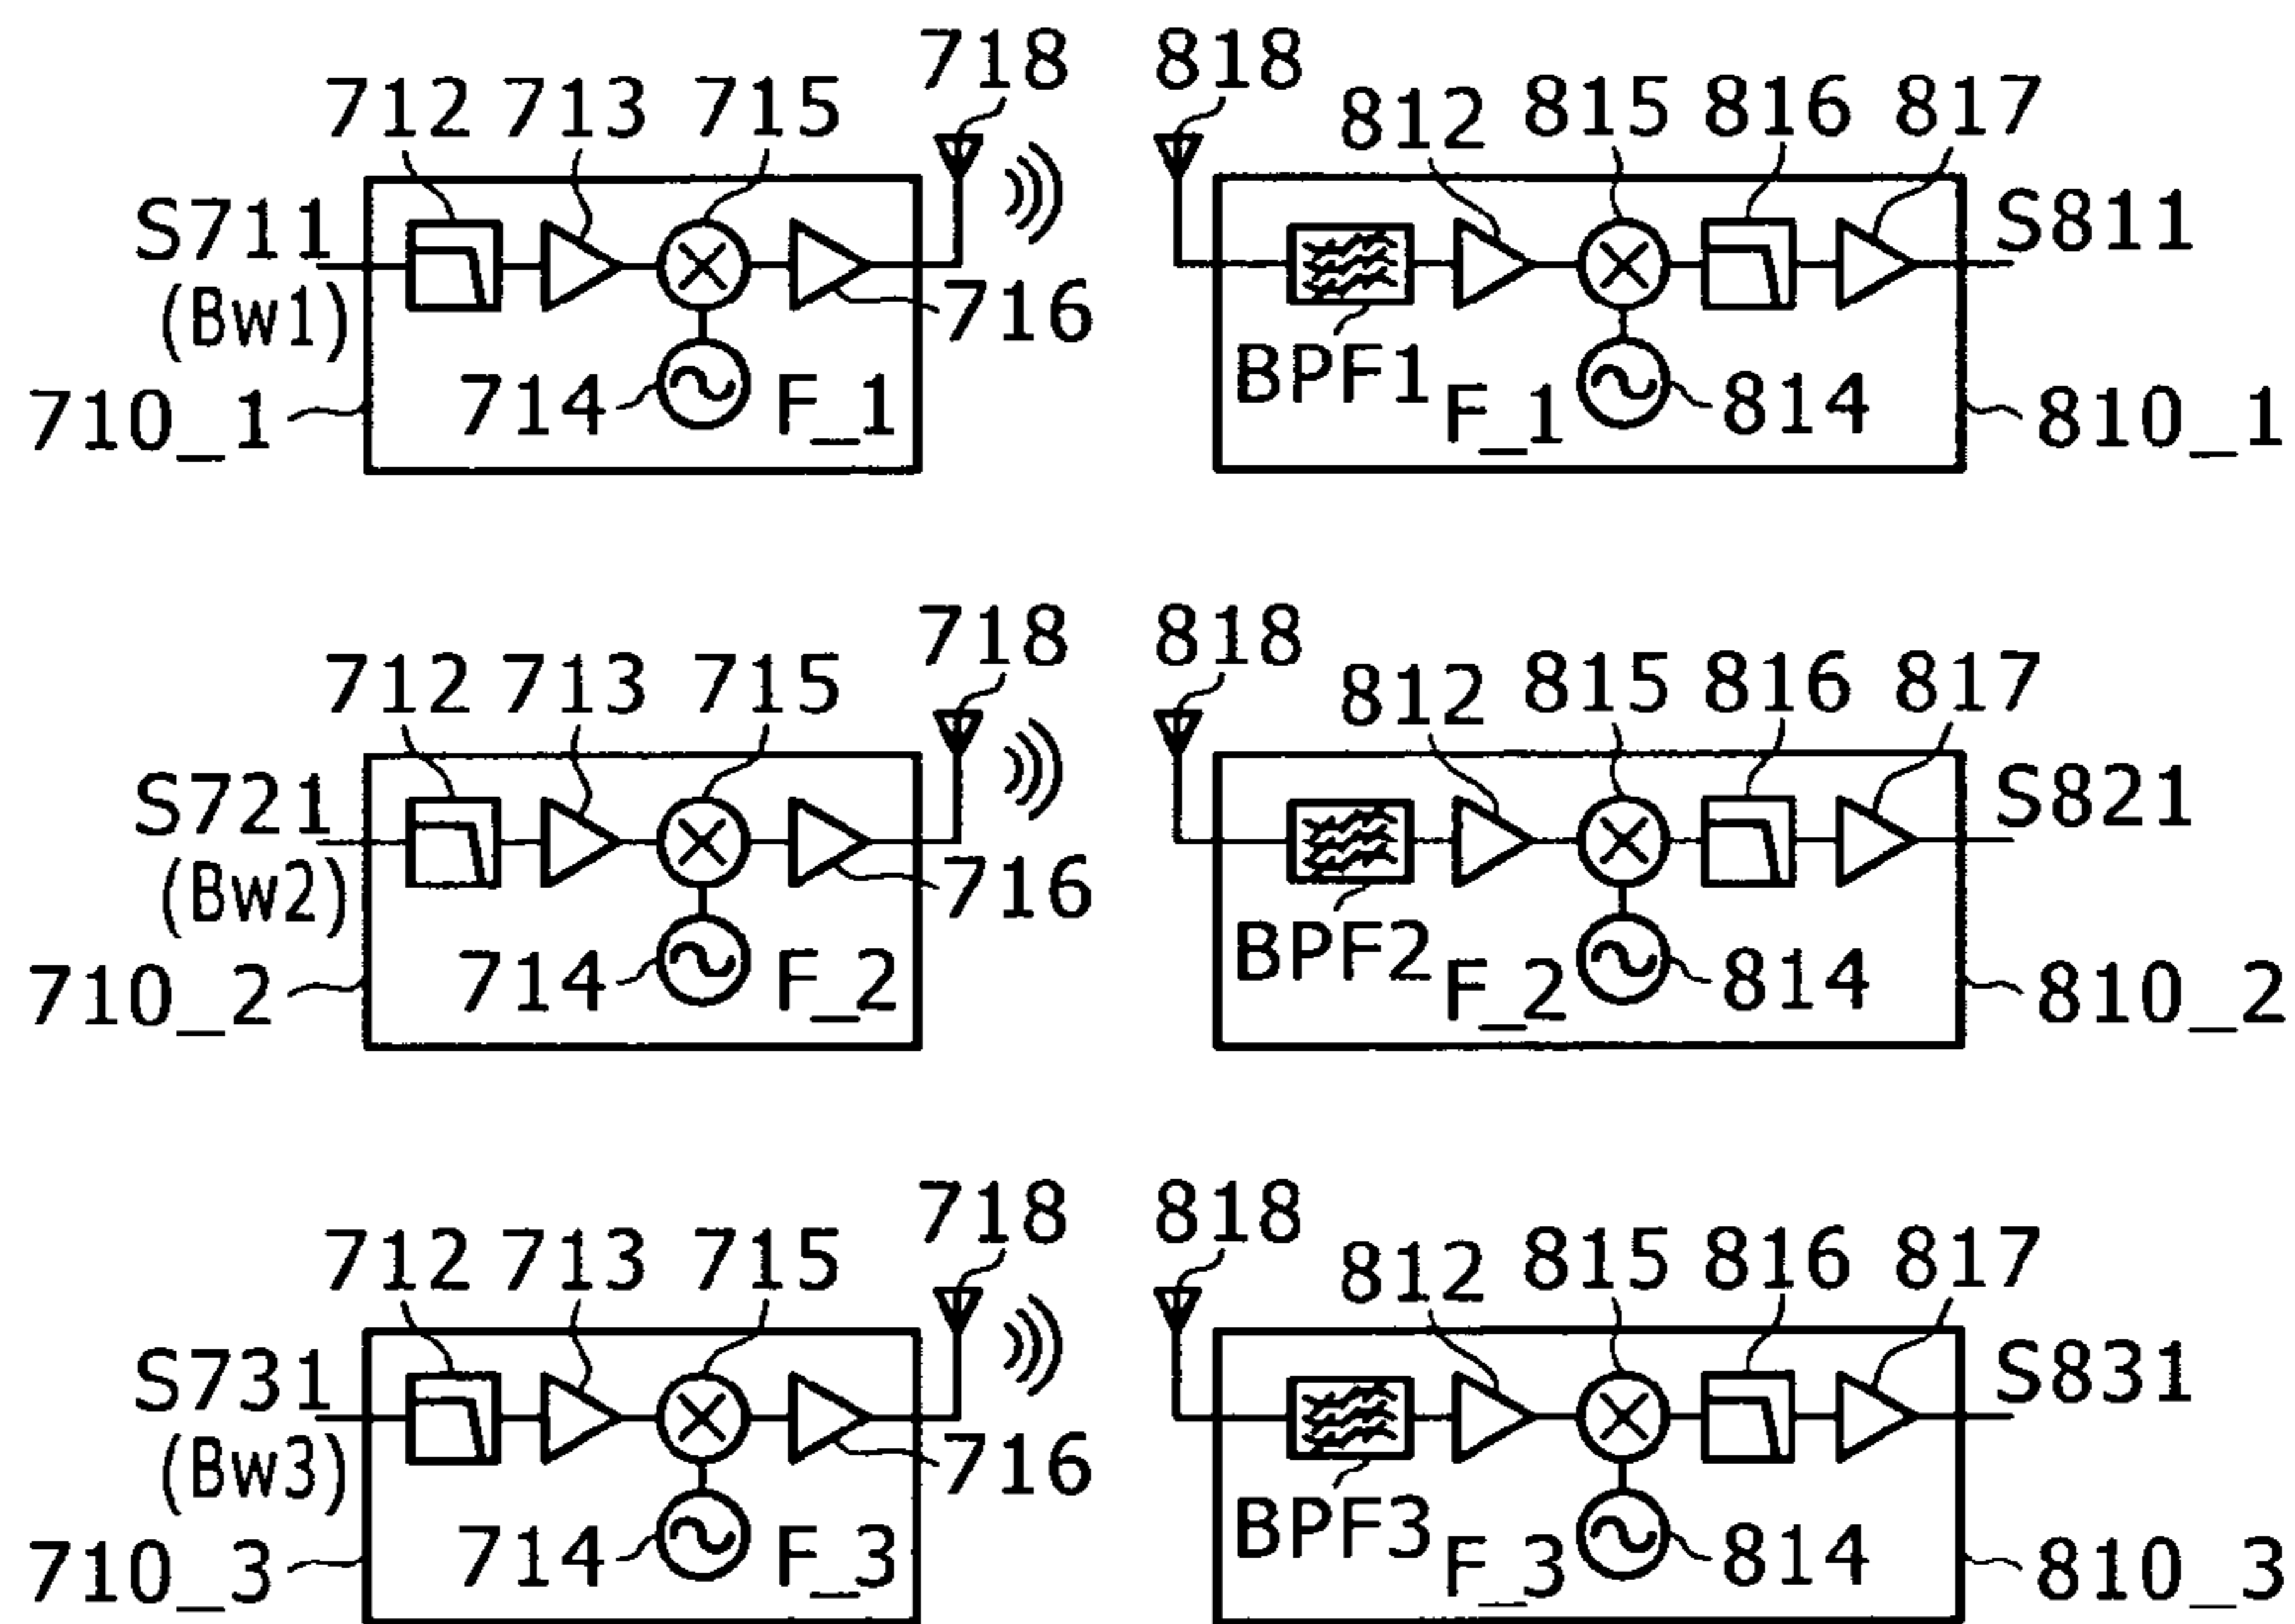 718 818
712 713 715 812 815 816 817
S711 S811
(Bw1) 716
BPF1
710_1 714 F_1 F_1 814 810_1
718 818
712 713 715 812 815 816 817
S721 S821
(Bw2) 716
BPF2
710_2 714 F_2 F_2 814 810_2
718 818
712 713 715 812 815 816 817
S731 S831
(Bw3) 716
BPF3
710_3 714 F_3 F_3 814 810_3